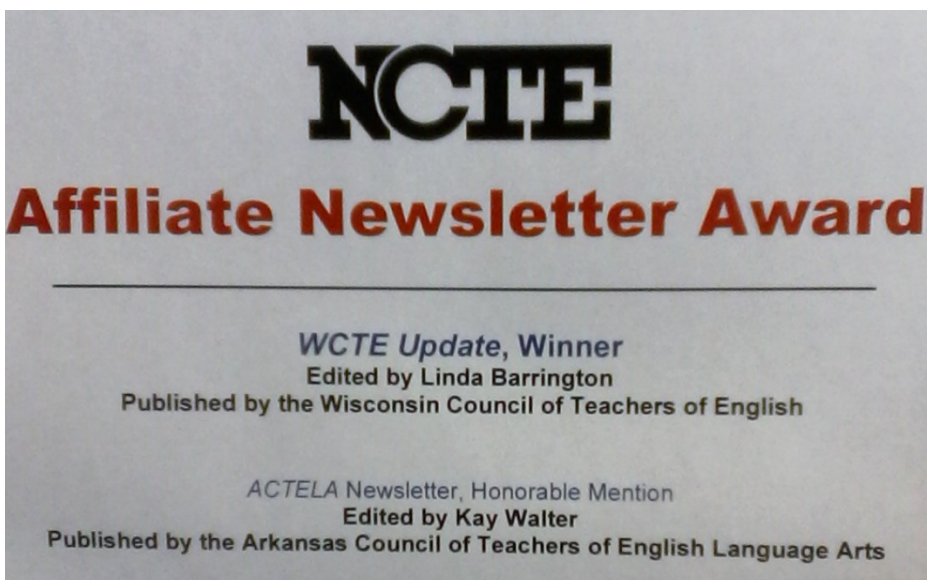 NCTE
Affiliate Newsletter Award
WCTE Update, Winner
Edited by Linda Barrington
Published by the Wisconsin Council of Teachers of English
ACTELA Newsletter, Honorable Mention
Edited by Kay Walter
Published by the Arkansas Council of Teachers of English Language Arts